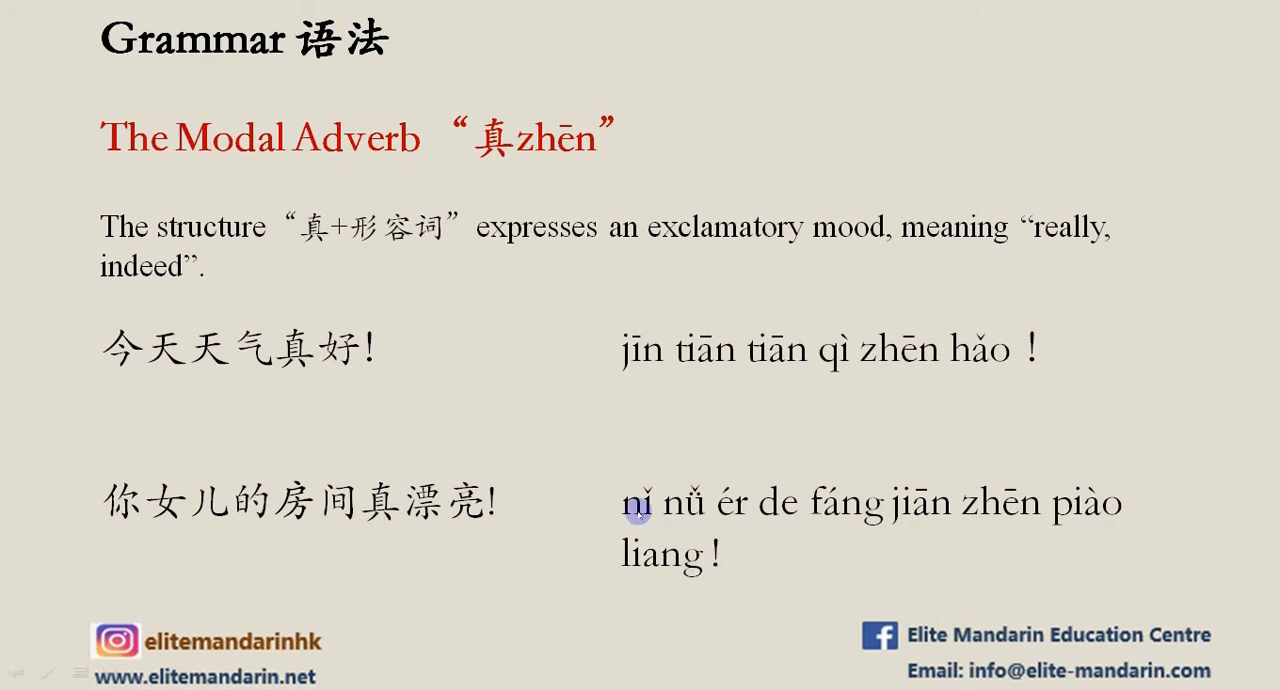 Grammar 语法
The Modal Adverb “真zhēn”
The structure“真+形容词” expresses an exclamatory mood, meaning “really,
indeed”.
今天天气真好!
jīn tiān tiān qì zhēn hǎo !
你女儿的房间真漂亮!
nǐ nǚ ér de fáng jiān zhēn piào
liang !
elitemandarinhk
www.elitemandarin.net
Elite Mandarin Education Centre
Email: info@elite-mandarin.com